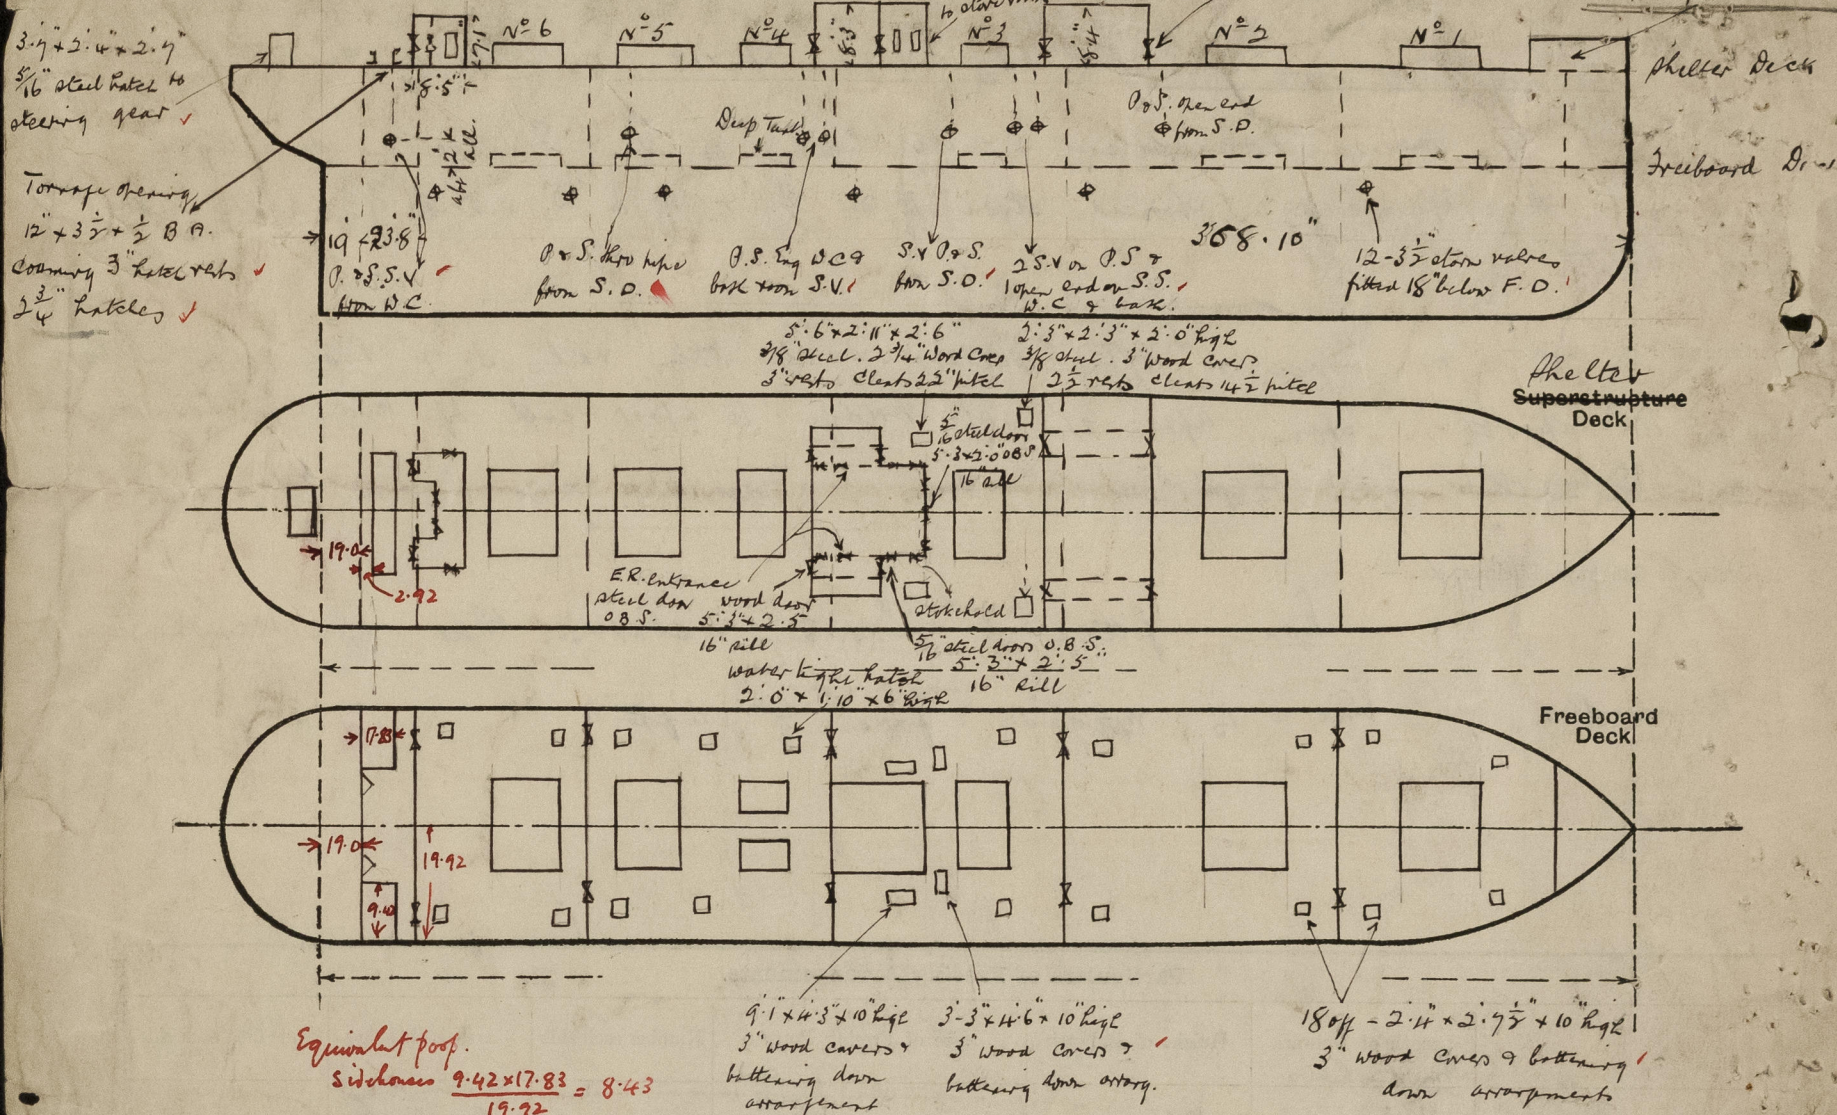 3'.7" x 2'.4" x 2'.7"
5/16" steel hatch to
steering gear
Tonnage opening
12" x 3 1/2 x 1/2 B A.
coaming 3" hatch rests
2 3/4" hatches
Nº 6
Nº 5
Nº 4
Nº 3
Nº 2
Nº 1
to
18'.5"
Deep Tank
P & S. open end
from S.D.
Shelter Deck
Freeboard
19'
23.8
P. & S. S.V
from W.C.
P & S. thro pipe
from S.D.
P.S. Eng W C &
bath room S.V.
S.V P. & S.
from S.D.
2 S.V on P.S &
1 open end on S.S.
W.C & bath.
368'.10"
12 - 3 1/2" storm valves
fitted 18" below F.D.
5'.6" x 2'.11" x 2'.6"
3/8" steel. 2 3/4" Wood Cover
3" rests cleats 22" pitch
2'.3" x 2'.3" x 2'.0" high
3/8 steel. 3" Wood covers
2 1/2 rests cleats 14 1/2 pitch
Shelter
Superstructure
Deck
5/16" steel door
5'.3" x 2'.0" O B S
16" sill
19.0
2.92
E.R. entrance
steel door
O B S.
wood door
5'.3" x 2'.5
16" sill
stokehold
5/16" steel doors O.B.S.
5'.3" x 2'.5"
16" sill
water tight hatch
2'.0" x 1'.10" x 6" high
Freeboard
Deck
17.83
19.0
19.92
Equivalent poop.
Sidehouses 9.42 x 17.83 / 19.92 = 8.43
9'.1" x 4'.3" x 10" high
3" wood covers &
battening down
arrangement
3'-3" x 4'.6" x 10" high
3" wood covers &
battening down arrang.
18 off - 2'.4" x 2'.7 1/2" x 10" high
3" wood covers & battening
down arrangements